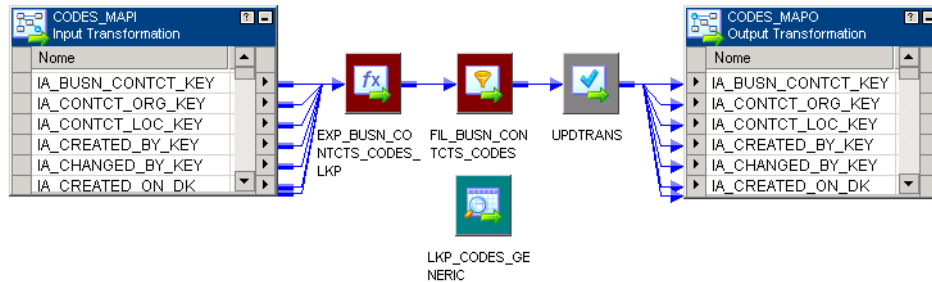 CODES_MAPI
Input Transformation
Nome
IA_BUSN_CONTCT_KEY
IA_CONTCT_ORG_KEY
IA_CONTCT_LOC_KEY
IA_CREATED_BY_KEY
IA_CHANGED_BY_KEY
IA_CREATED_ON_DK
EXP_BUSN_CO
NTCTS_CODES_
LKP
FIL_BUSN_CON
TCTS_CODES
UPDTRANS
LKP_CODES_GE
NERIC
CODES_MAPO
Output Transformation
Nome
IA_BUSN_CONTCT_KEY
IA_CONTCT_ORG_KEY
IA_CONTCT_LOC_KEY
IA_CREATED_BY_KEY
IA_CHANGED_BY_KEY
IA_CREATED_ON_DK